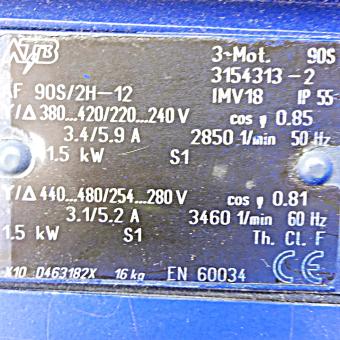 ATB 3~Mot. 90S
3154313-2
AF 90S/2H-12 IMV18 IP 55
Y/Δ 380...420/220...240 V cos φ 0.85
3.4/5.9 A 2850 1/min 50 Hz
1.5 kW S1
Y/Δ 440...480/254...280 V cos φ 0.81
3.1/5.2 A 3460 1/min 60 Hz
1.5 kW S1 Th. Cl. F
X10 0463182X 16 kg EN 60034 CE